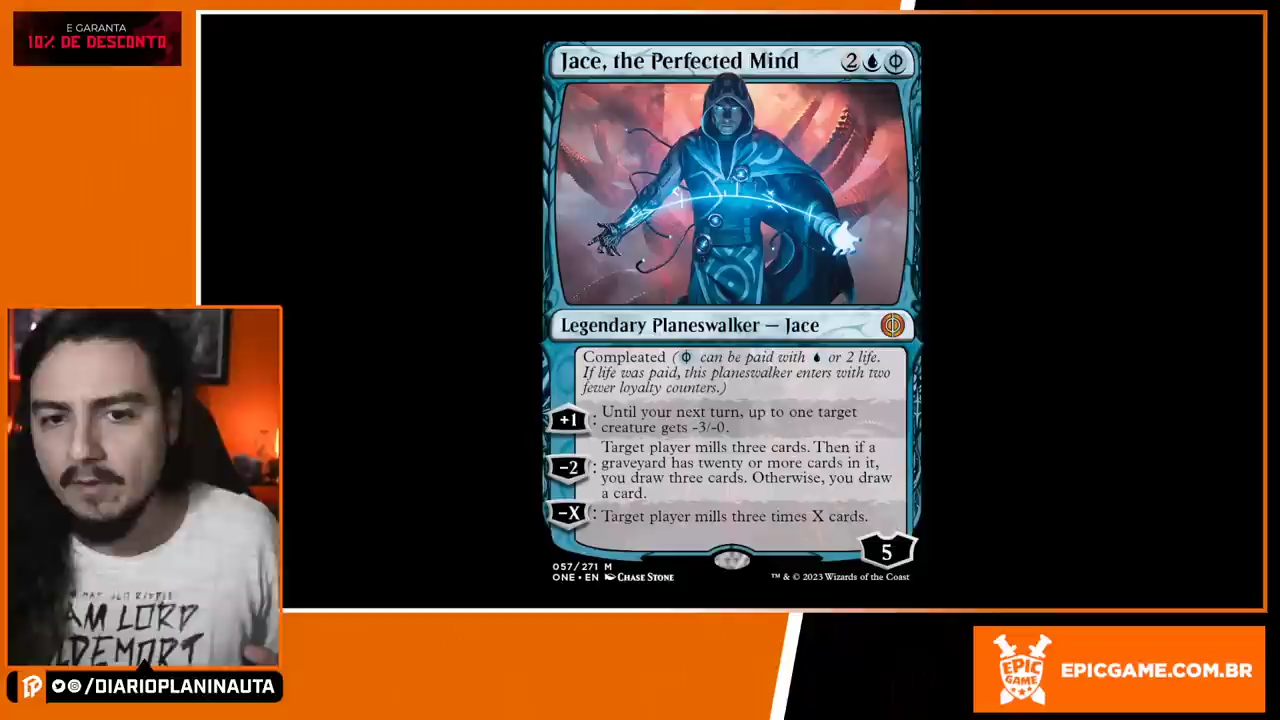 E GARANTA
10% DE DESCONTO
Jace, the Perfected Mind
2
Legendary Planeswalker — Jace
Compleated ( can be paid with or 2 life.
If life was paid, this planeswalker enters with two
fewer loyalty counters.)
+1 : Until your next turn, up to one target
creature gets -3/-0.
Target player mills three cards. Then if a
−2 : graveyard has twenty or more cards in it,
you draw three cards. Otherwise, you draw
a card.
−X : Target player mills three times X cards.
5
057/271 M
ONE • EN CHASE STONE
™ & © 2023 Wizards of the Coast
AM LORD
LDEMORT
/DIARIOPLANINAUTA
EPIC
GAME
EPICGAME.COM.BR